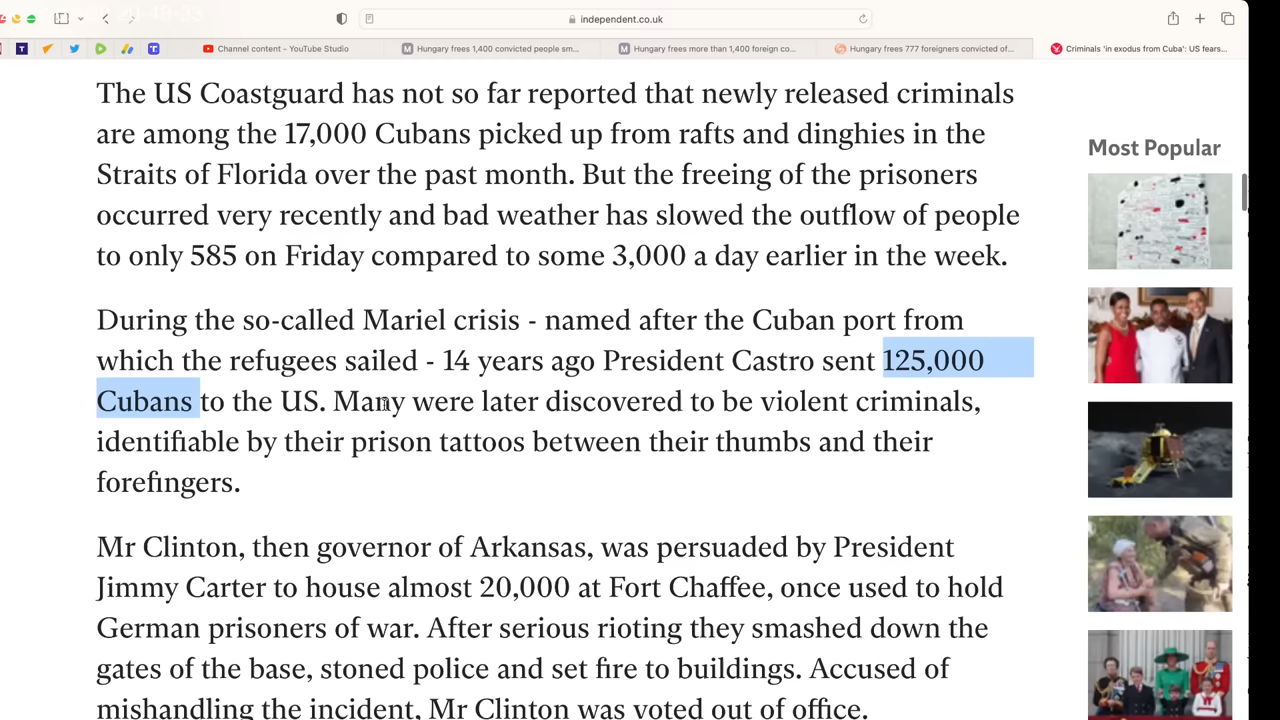 independent.co.uk
Channel content - YouTube Studio
Hungary frees 1,400 convicted people sm...
Hungary frees more than 1,400 foreign co...
Hungary frees 777 foreigners convicted of...
Criminals 'in exodus from Cuba': US fears...
The US Coastguard has not so far reported that newly released criminals
are among the 17,000 Cubans picked up from rafts and dinghies in the
Straits of Florida over the past month. But the freeing of the prisoners
occurred very recently and bad weather has slowed the outflow of people
to only 585 on Friday compared to some 3,000 a day earlier in the week.
During the so-called Mariel crisis - named after the Cuban port from
which the refugees sailed - 14 years ago President Castro sent 125,000
Cubans to the US. Many were later discovered to be violent criminals,
identifiable by their prison tattoos between their thumbs and their
forefingers.
Mr Clinton, then governor of Arkansas, was persuaded by President
Jimmy Carter to house almost 20,000 at Fort Chaffee, once used to hold
German prisoners of war. After serious rioting they smashed down the
gates of the base, stoned police and set fire to buildings. Accused of
mishandling the incident, Mr Clinton was voted out of office.
Most Popular